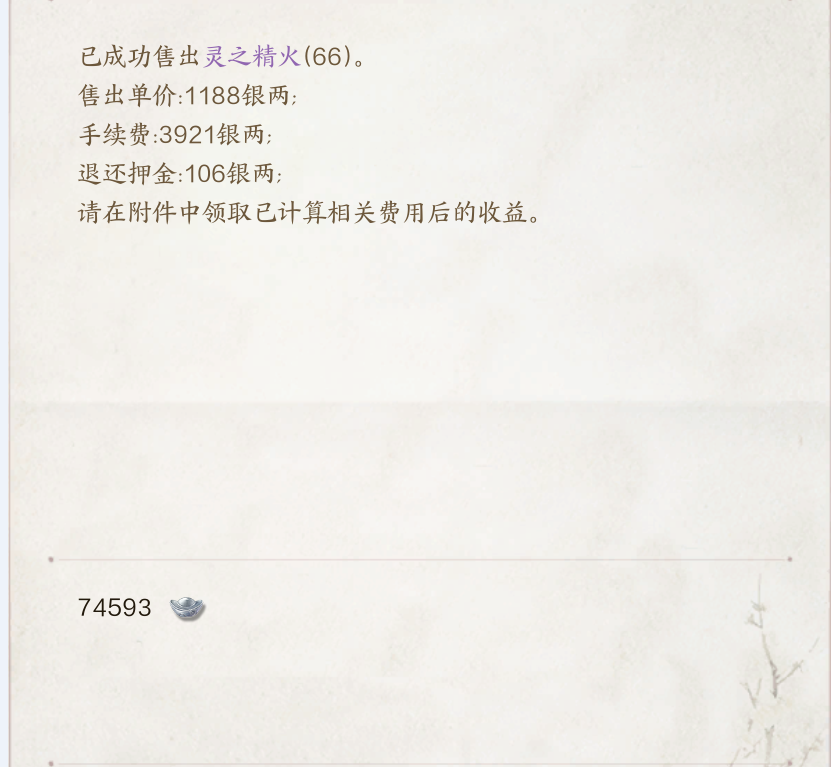 已成功售出灵之精火(66)。
售出单价:1188银两;
手续费:3921银两;
退还押金:106银两;
请在附件中领取已计算相关费用后的收益。
74593